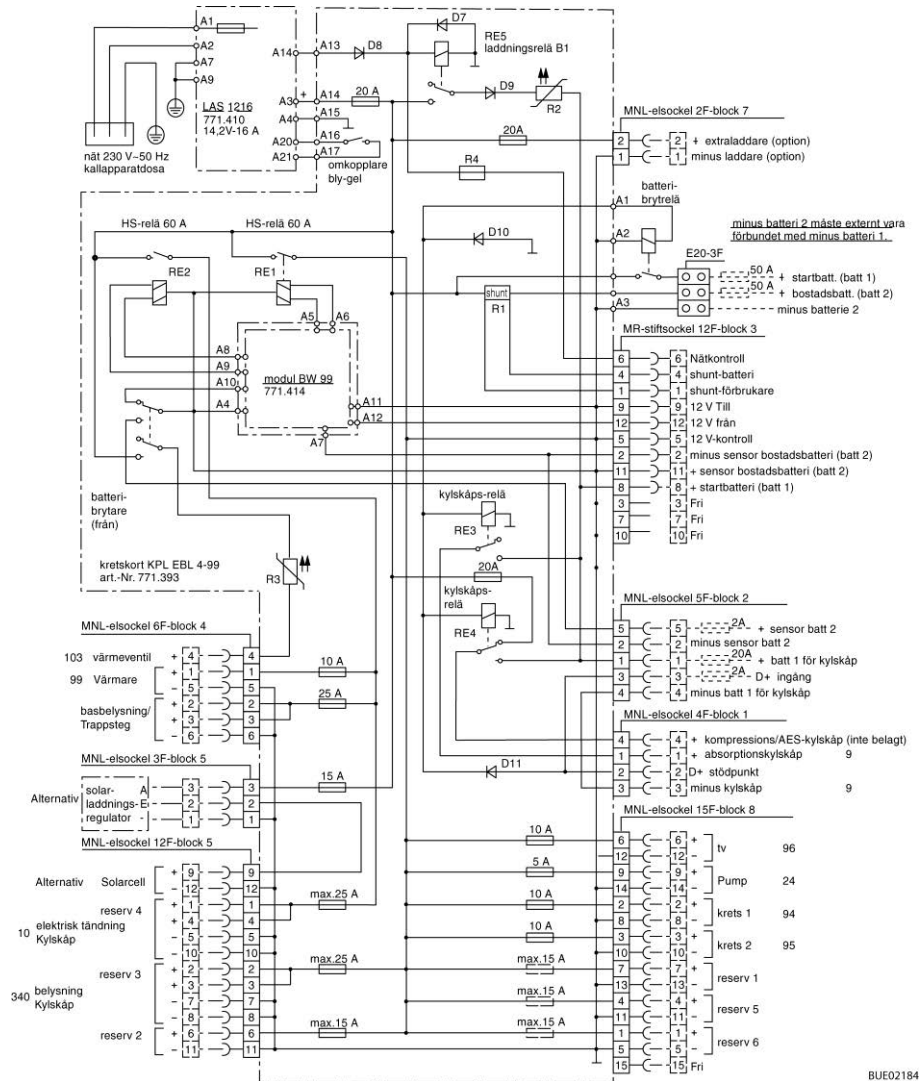 A1
A2
A7
A9
LAS 1216
771.410
14,2V-16 A
A14
A3
A4
A20
A21
+
A13
A14
A15
A16
A17
D8
20 A
omkopplare
bly-gel
nät 230 V~50 Hz
kallapparatdosa
D7
RE5
laddningsrelä B1
D9
R2
20A
R4
MNL-elsockel 2F-block 7
2 2 + extraladdare (option)
1 1 minus laddare (option)
batteri-
brytrelä
A1
A2
A3
minus batteri 2 måste externt vara
förbundet med minus batteri 1.
E20-3F
50 A + startbatt. (batt 1)
50 A + bostadsbatt. (batt 2)
minus batterie 2
D10
shunt
R1
HS-relä 60 A
HS-relä 60 A
RE2
RE1
A5
A6
A8
A9
A10
A4
modul BW 99
771.414
A11
A12
A7
batteri-
brytare
(från)
kretskort KPL EBL 4-99
art.-Nr. 771.393
R3
MR-stiftsockel 12F-block 3
6 6 Nätkontroll
4 4 shunt-batteri
1 1 shunt-förbrukare
9 9 12 V Till
12 12 12 V från
5 5 12 V-kontroll
2 2 minus sensor bostadsbatteri (batt 2)
11 11 + sensor bostadsbatteri (batt 2)
8 8 + startbatteri (batt 1)
3 3 Fri
7 7 Fri
10 10 Fri
kylskåps-relä
RE3
20A
kylskåps-
relä
RE4
D11
MNL-elsockel 5F-block 2
5 5 2A + sensor batt 2
2 2 minus sensor batt 2
1 1 20A + batt 1 för kylskåp
3 3 2A D+ ingång
4 4 minus batt 1 för kylskåp
MNL-elsockel 4F-block 1
4 4 + kompressions/AES-kylskåp (inte belagt)
1 1 + absorptionskylskåp 9
2 2 D+ stödpunkt
3 3 minus kylskåp 9
MNL-elsockel 6F-block 4
103 värmeventil + 4 4
99 Värmare + 1 1 10 A
− 5 5
basbelysning/
Trappsteg
+ 2 2 25 A
+ 3 3
− 6 6
MNL-elsockel 3F-block 5
Alternativ
solar-
laddnings-
regulator
A 3 3 15 A
E 2 2
- 1 1
MNL-elsockel 12F-block 5
Alternativ Solarcell + 9 9
− 12 12
reserv 4 + 1 1 max.25 A
+ 4 4
10 elektrisk tändning
Kylskåp
− 5 5
− 10 10
reserv 3 + 2 2 max.25 A
+ 3 3
340 belysning
Kylskåp
− 7 7
− 8 8
reserv 2 + 6 6 max.15 A
− 11 11
MNL-elsockel 15F-block 8
10 A 6 6 + tv 96
12 12 −
5 A 9 9 + Pump 24
14 14 −
10 A 2 2 + krets 1 94
8 8 −
10 A 3 3 + krets 2 95
10 10 −
max.15 A 7 7 + reserv 1
13 13 −
max.15 A 4 4 + reserv 5
11 11 −
max.15 A 1 1 + reserv 6
5 5 −
15 15 Fri
BUE02184